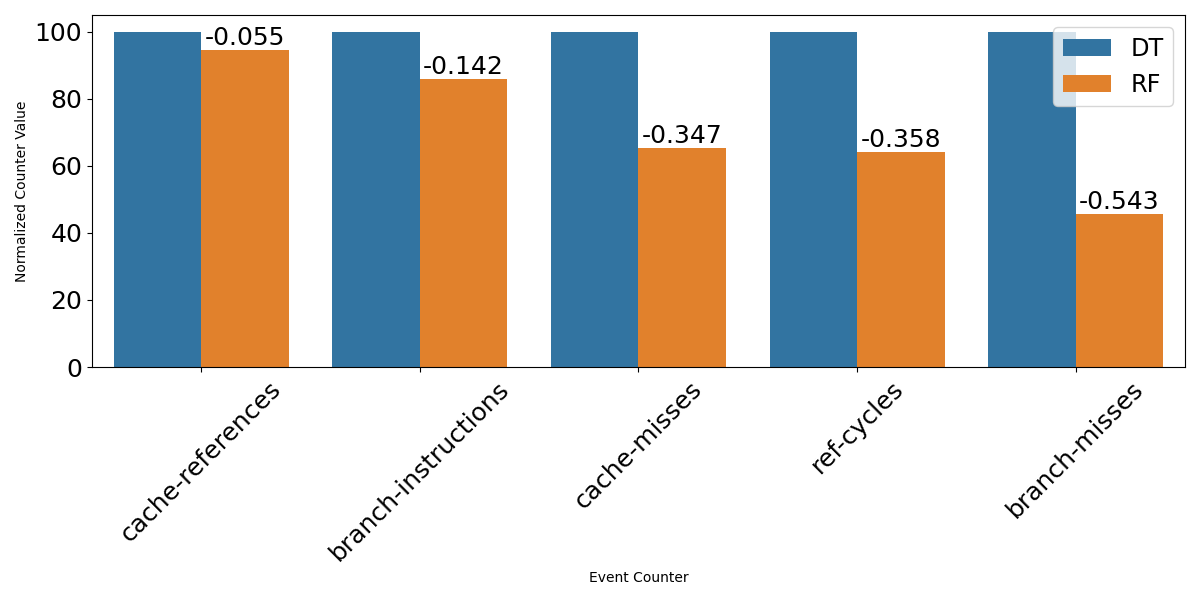 Normalized Counter Value
100
80
60
40
20
0
-0.055
-0.142
-0.347
-0.358
-0.543
DT
RF
cache-references
branch-instructions
cache-misses
ref-cycles
branch-misses
Event Counter